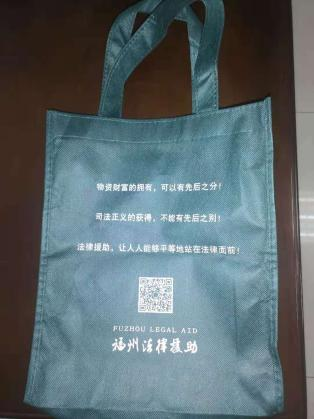 物资财富的拥有，可以有先后之分！
司法正义的获得，不能有先后之别！
法律援助，让人人能够平等地站在法律面前！
FUZHOU LEGAL AID
福州法律援助